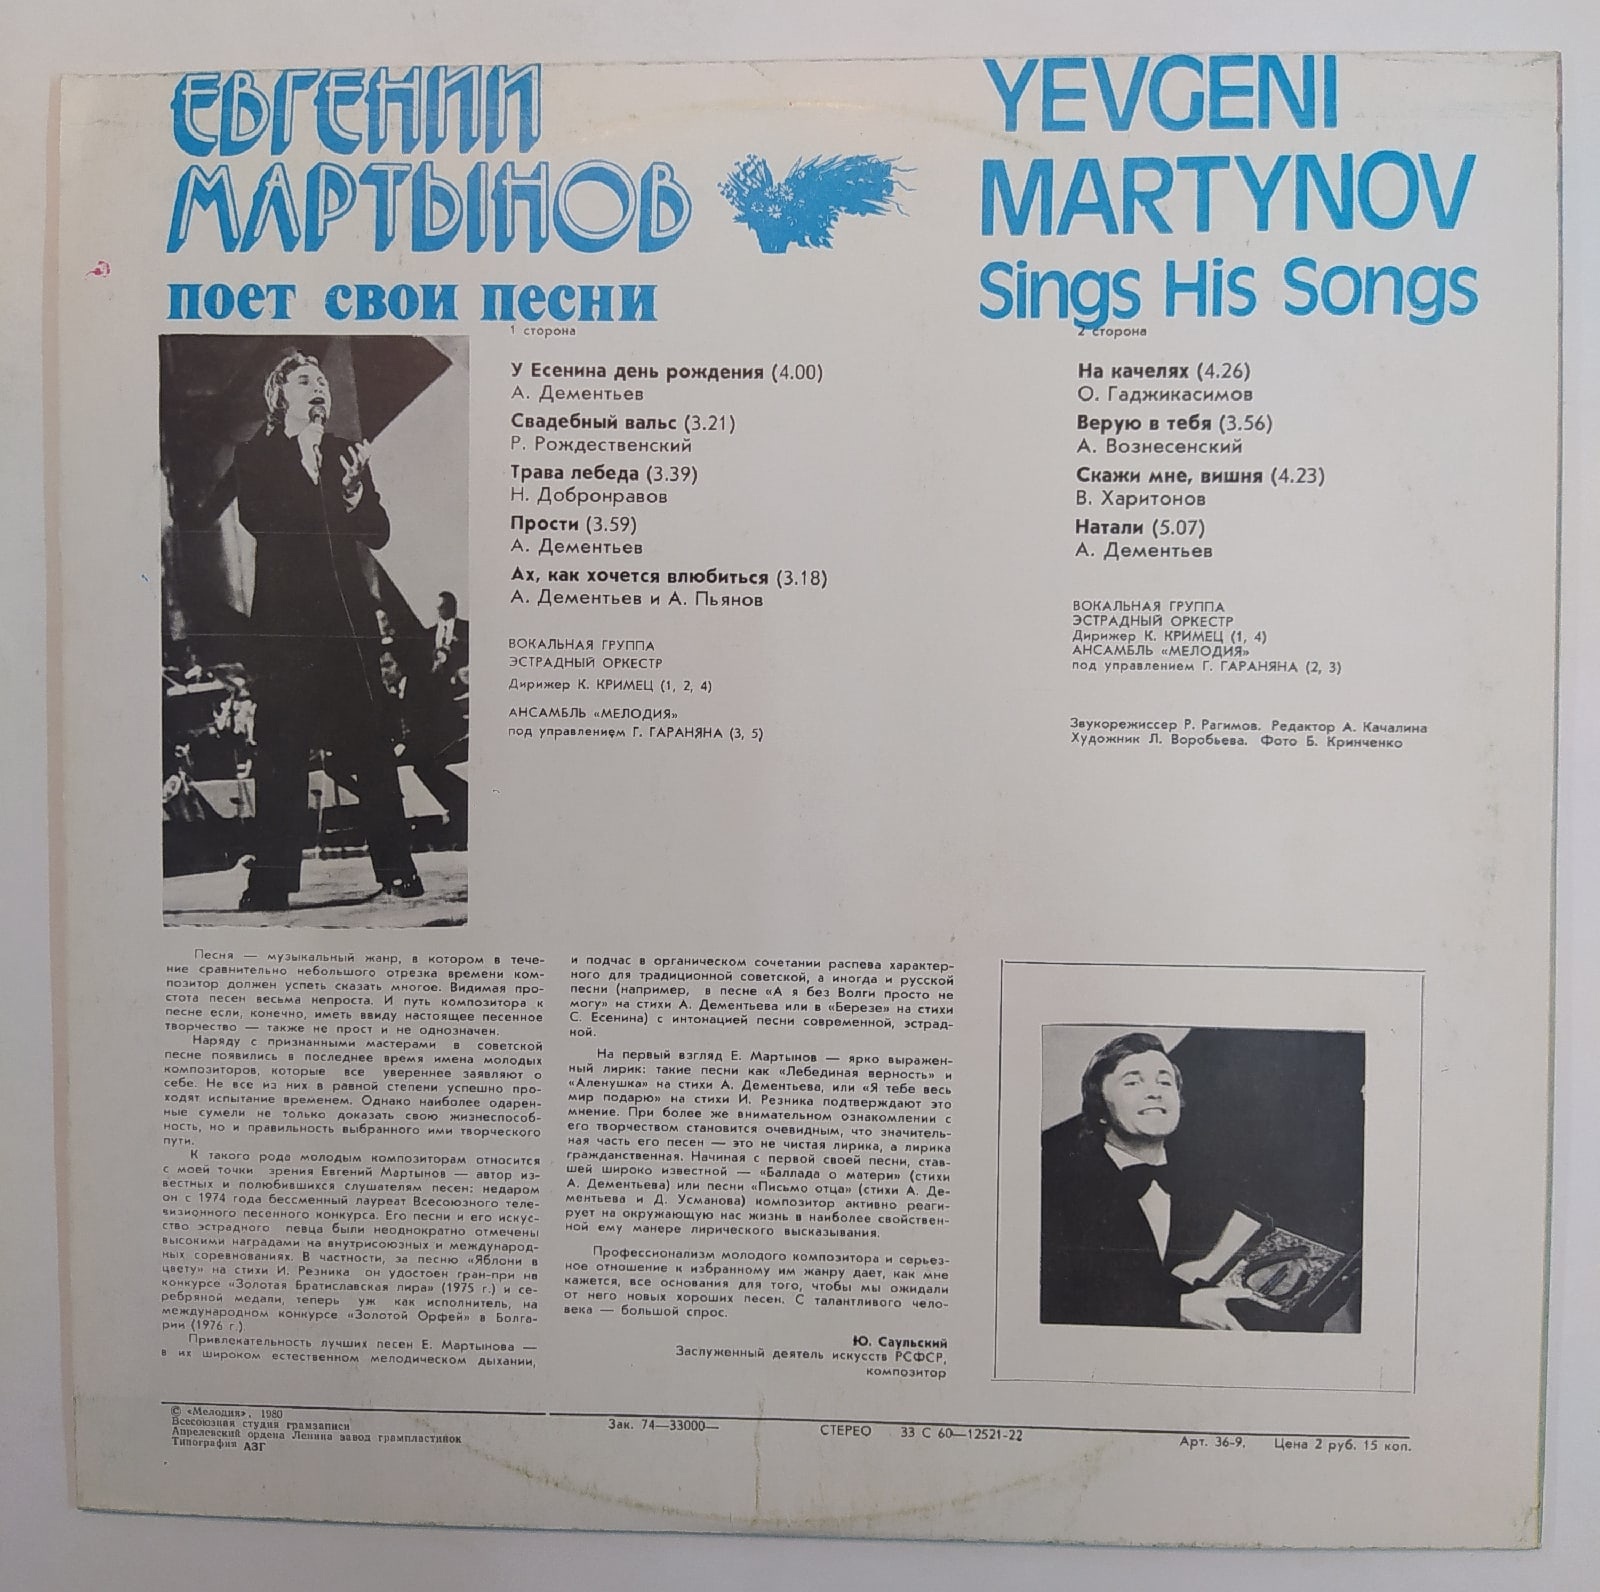 ЕВГЕНИЙ
МАРТЫНОВ
поет свои песни
YEVGENI
MARTYNOV
Sings His Songs
1 сторона
У Есенина день рождения (4.00)
А. Дементьев
Свадебный вальс (3.21)
Р. Рождественский
Трава лебеда (3.39)
Н. Добронравов
Прости (3.59)
А. Дементьев
Ах, как хочется влюбиться (3.18)
А. Дементьев и А. Пьянов
ВОКАЛЬНАЯ ГРУППА
ЭСТРАДНЫЙ ОРКЕСТР
Дирижер К. КРИМЕЦ (1, 2, 4)
АНСАМБЛЬ «МЕЛОДИЯ»
под управлением Г. ГАРАНЯНА (3, 5)
2 сторона
На качелях (4.26)
О. Гаджикасимов
Верую в тебя (3.56)
А. Вознесенский
Скажи мне, вишня (4.23)
В. Харитонов
Натали (5.07)
А. Дементьев
ВОКАЛЬНАЯ ГРУППА
ЭСТРАДНЫЙ ОРКЕСТР
Дирижер К. КРИМЕЦ (1, 4)
АНСАМБЛЬ «МЕЛОДИЯ»
под управлением Г. ГАРАНЯНА (2, 3)
Звукорежиссер Р. Рагимов. Редактор А. Качалина
Художник Л. Воробьева. Фото Б. Кринченко
Песня — музыкальный жанр, в котором в тече-
ние сравнительно небольшого отрезка времени ком-
позитор должен успеть сказать многое. Видимая про-
стота песен весьма непроста. И путь композитора к
песне если, конечно, иметь ввиду настоящее песенное
творчество — также не прост и не однозначен.
Наряду с признанными мастерами в советской
песне появились в последнее время имена молодых
композиторов, которые все увереннее заявляют о
себе. Не все из них в равной степени успешно про-
ходят испытание временем. Однако наиболее одарен-
ные сумели не только доказать свою жизнеспособ-
ность, но и правильность выбранного ими творческого
пути.
К такого рода молодым композиторам относится
с моей точки зрения Евгений Мартынов — автор из-
вестных и полюбившихся слушателям песен: недаром
он с 1974 года бессменный лауреат Всесоюзного теле-
визионного песенного конкурса. Его песни и его искус-
ство эстрадного певца были неоднократно отмечены
высокими наградами на внутрисоюзных и международ-
ных соревнованиях. В частности, за песню «Яблони в
цвету» на стихи И. Резника он удостоен гран-при на
конкурсе «Золотая Братиславская лира» (1975 г.) и се-
ребряной медали, теперь уж как исполнитель, на
международном конкурсе «Золотой Орфей» в Болга-
рии (1976 г.).
Привлекательность лучших песен Е. Мартынова —
в их широком естественном мелодическом дыхании,
и подчас в органическом сочетании распева характер-
ного для традиционной советской, а иногда и русской
песни (например, в песне «А я без Волги просто не
могу» на стихи А. Дементьева или в «Березе» на стихи
С. Есенина) с интонацией песни современной, эстрад-
ной.
На первый взгляд Е. Мартынов — ярко выражен-
ный лирик: такие песни как «Лебединая верность» и
«Аленушка» на стихи А. Дементьева, или «Я тебе весь
мир подарю» на стихи И. Резника подтверждают это
мнение. При более же внимательном ознакомлении с
его творчеством становится очевидным, что значитель-
ная часть его песен — это не чистая лирика, а лирика
гражданственная. Начиная с первой своей песни, став-
шей широко известной — «Баллада о матери» (стихи
А. Дементьева) или песни «Письмо отца» (стихи А. Де-
ментьева и Д. Усманова) композитор активно реаги-
рует на окружающую нас жизнь в наиболее свойствен-
ной ему манере лирического высказывания.
Профессионализм молодого композитора и серьез-
ное отношение к избранному им жанру дает, как мне
кажется, все основания для того, чтобы мы ожидали
от него новых хороших песен. С талантливого чело-
века — большой спрос.
Ю. Саульский
Заслуженный деятель искусств РСФСР,
композитор
© «Мелодия», 1980
Всесоюзная студия грамзаписи
Апрелевский ордена Ленина завод грампластинок
Типография АЗГ
Зак. 74—33000—
СТЕРЕО 33 С 60—12521-22
Арт. 36-9. Цена 2 руб. 15 коп.